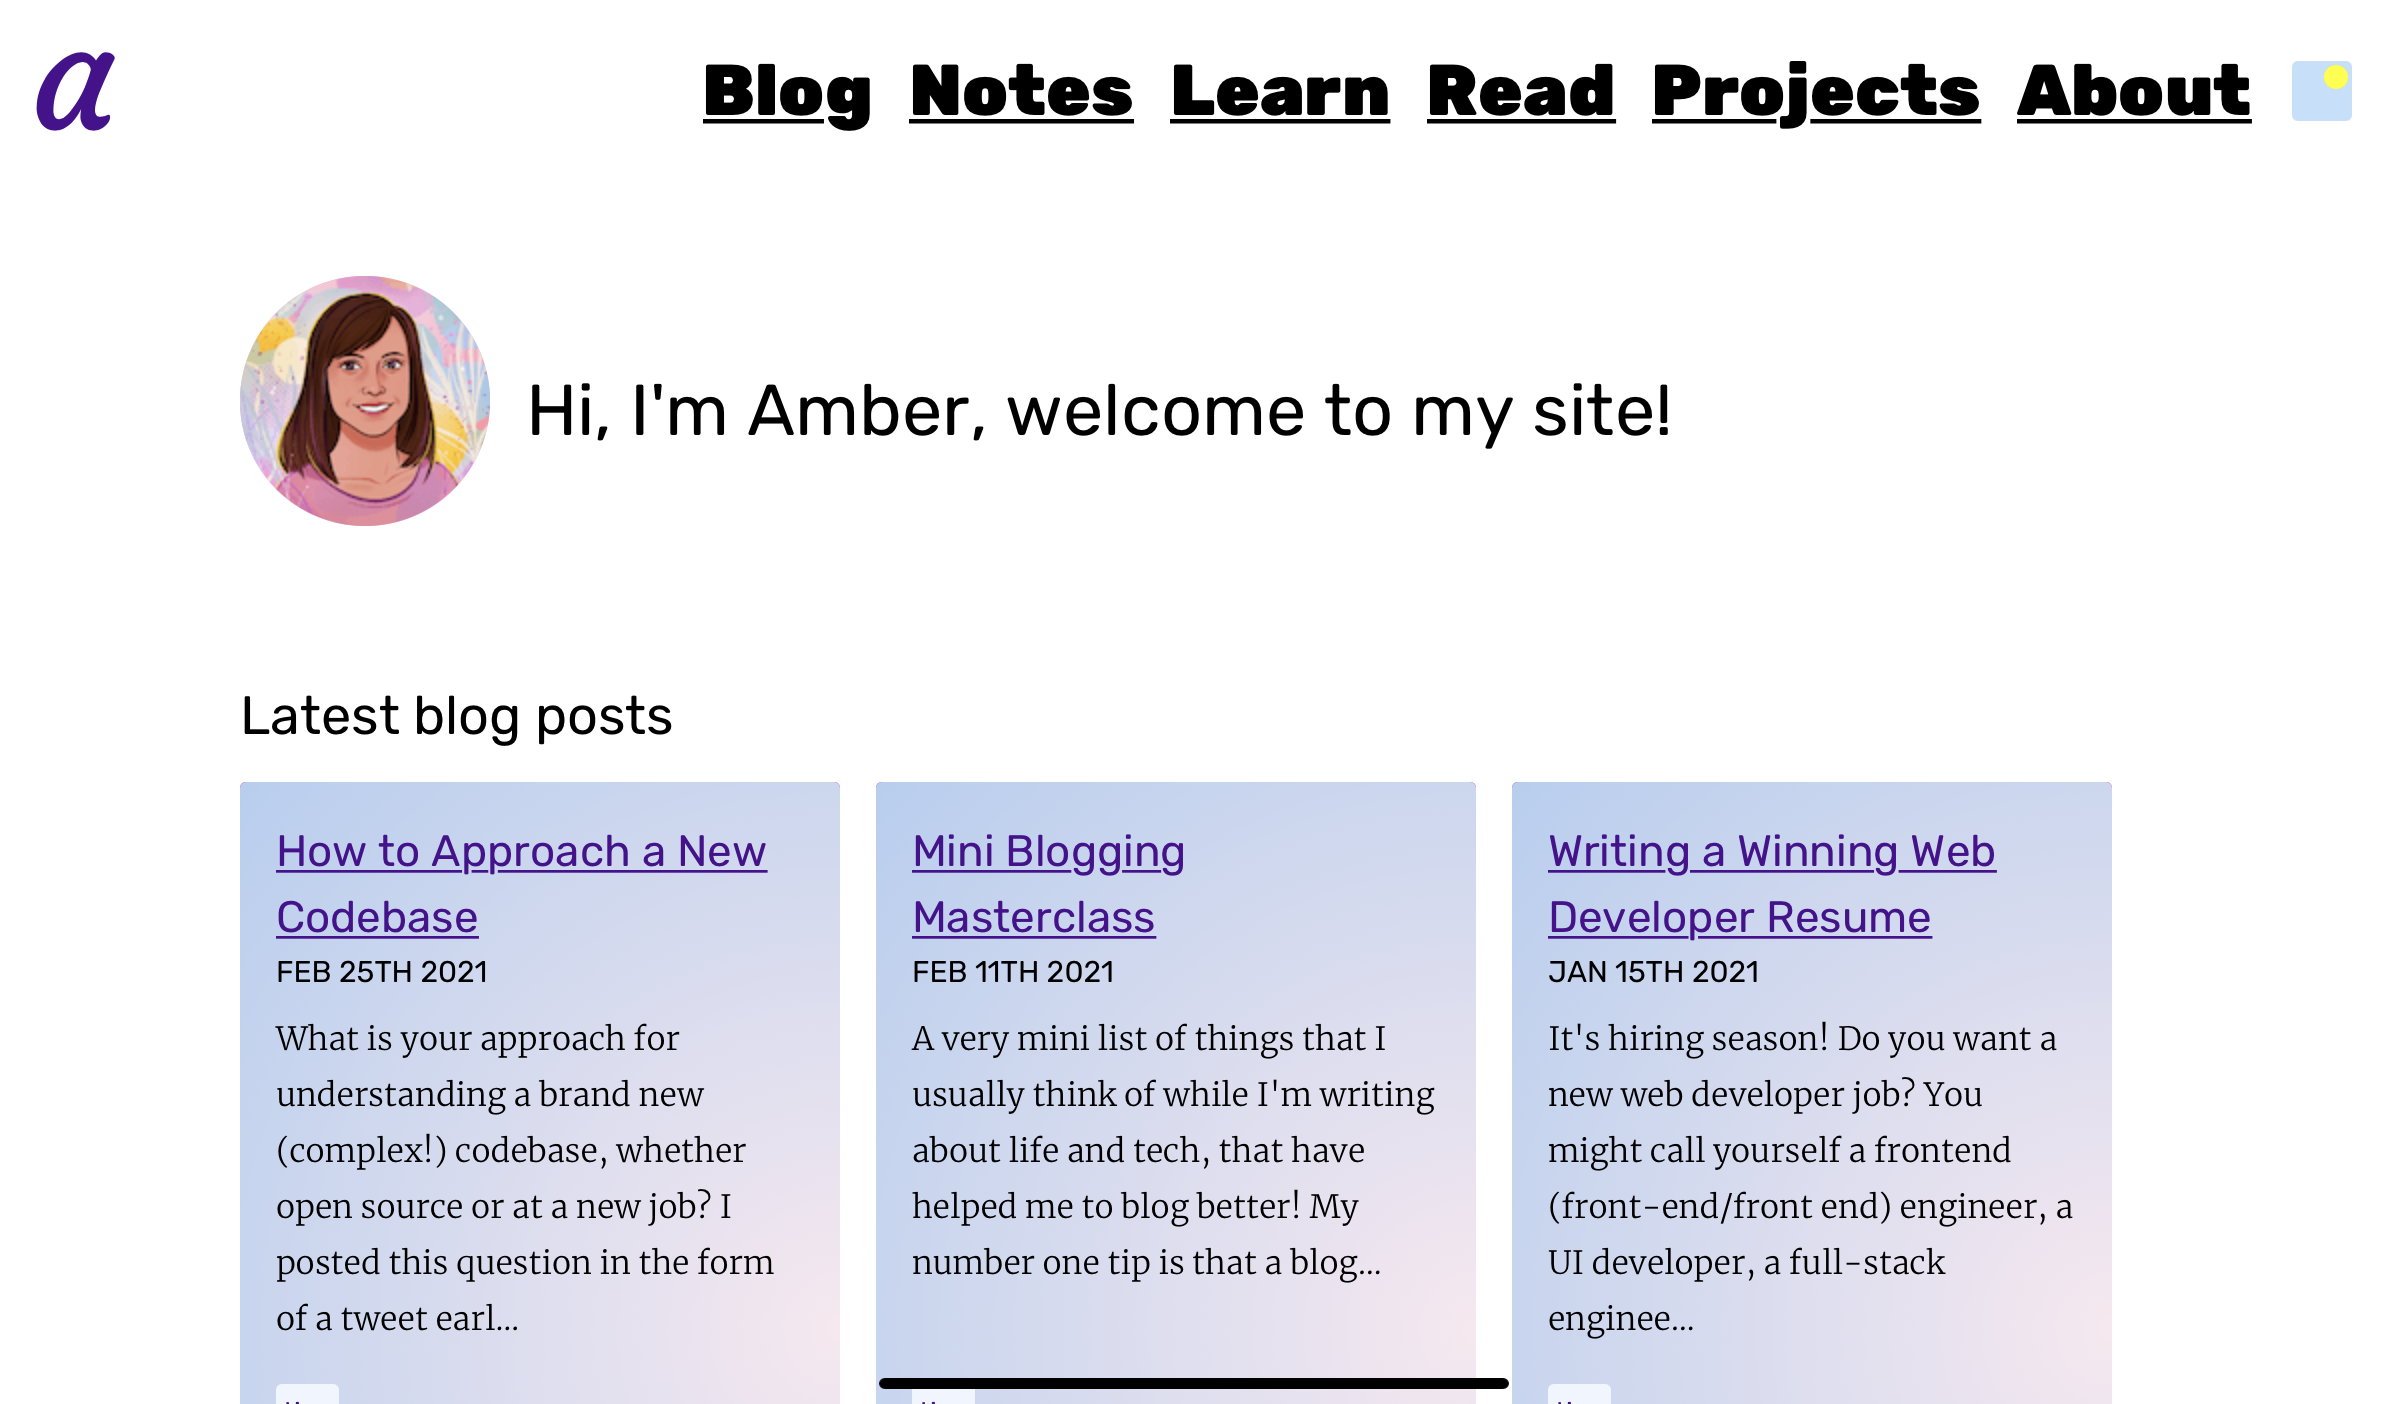 a
Blog Notes Learn Read Projects About
Hi, I'm Amber, welcome to my site!
Latest blog posts
How to Approach a New
Codebase
FEB 25TH 2021
What is your approach for
understanding a brand new
(complex!) codebase, whether
open source or at a new job? I
posted this question in the form
of a tweet earl...
Mini Blogging
Masterclass
FEB 11TH 2021
A very mini list of things that I
usually think of while I'm writing
about life and tech, that have
helped me to blog better! My
number one tip is that a blog...
Writing a Winning Web
Developer Resume
JAN 15TH 2021
It's hiring season! Do you want a
new web developer job? You
might call yourself a frontend
(front-end/front end) engineer, a
UI developer, a full-stack
enginee...